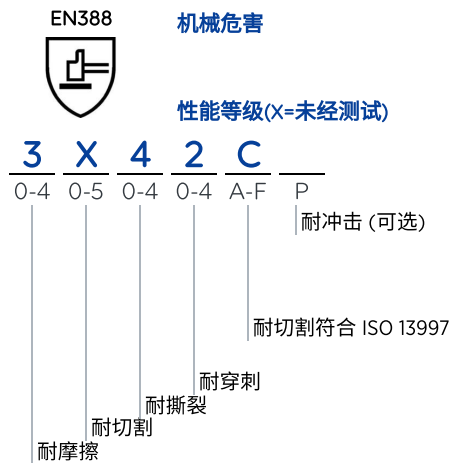 EN388
机械危害
性能等级(X=未经测试)
3 X 4 2 C
0-4 0-5 0-4 0-4 A-F P
耐冲击 (可选)
耐切割符合 ISO 13997
耐穿刺
耐撕裂
耐切割
耐摩擦